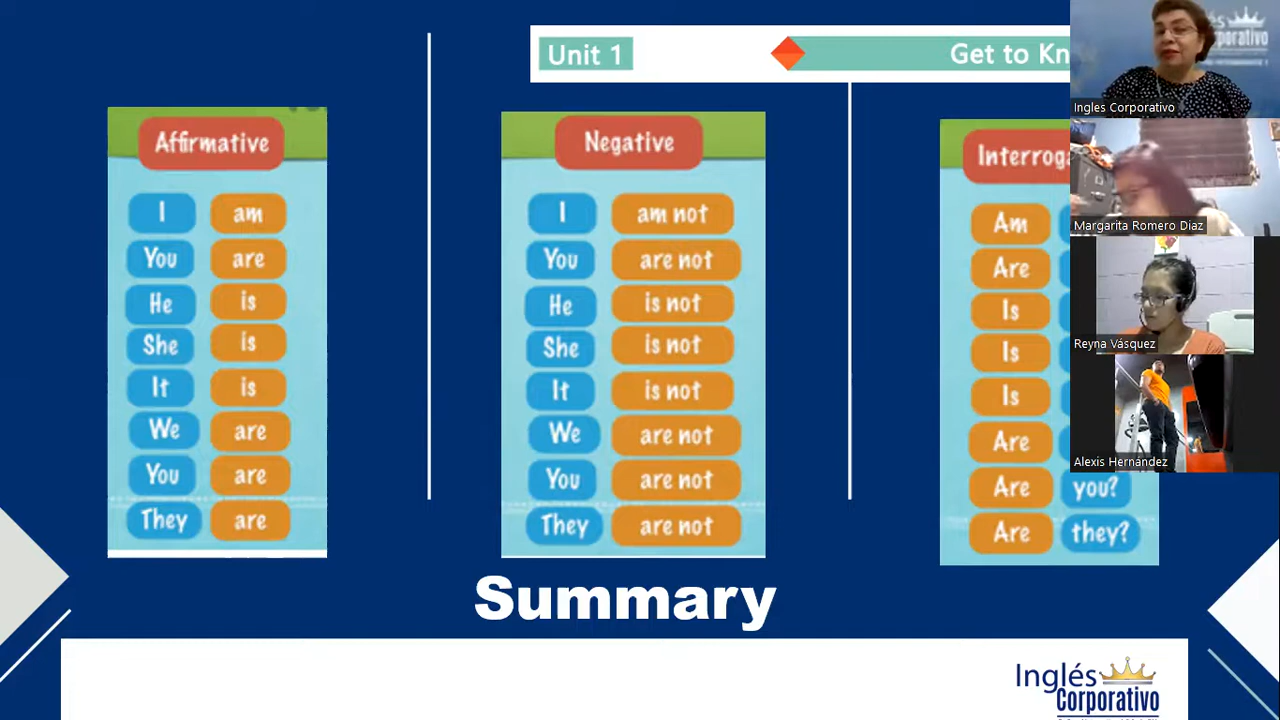 Unit 1
Get to Kn
Affirmative
I am
You are
He is
She is
It is
We are
You are
They are
Negative
I am not
You are not
He is not
She is not
It is not
We are not
You are not
They are not
Interroga
Am
Are
Is
Is
Is
Are
Are you?
Are they?
Summary
Inglés
Corporativo
Ingles Corporativo
Margarita Romero Diaz
Reyna Vásquez
Alexis Hernández